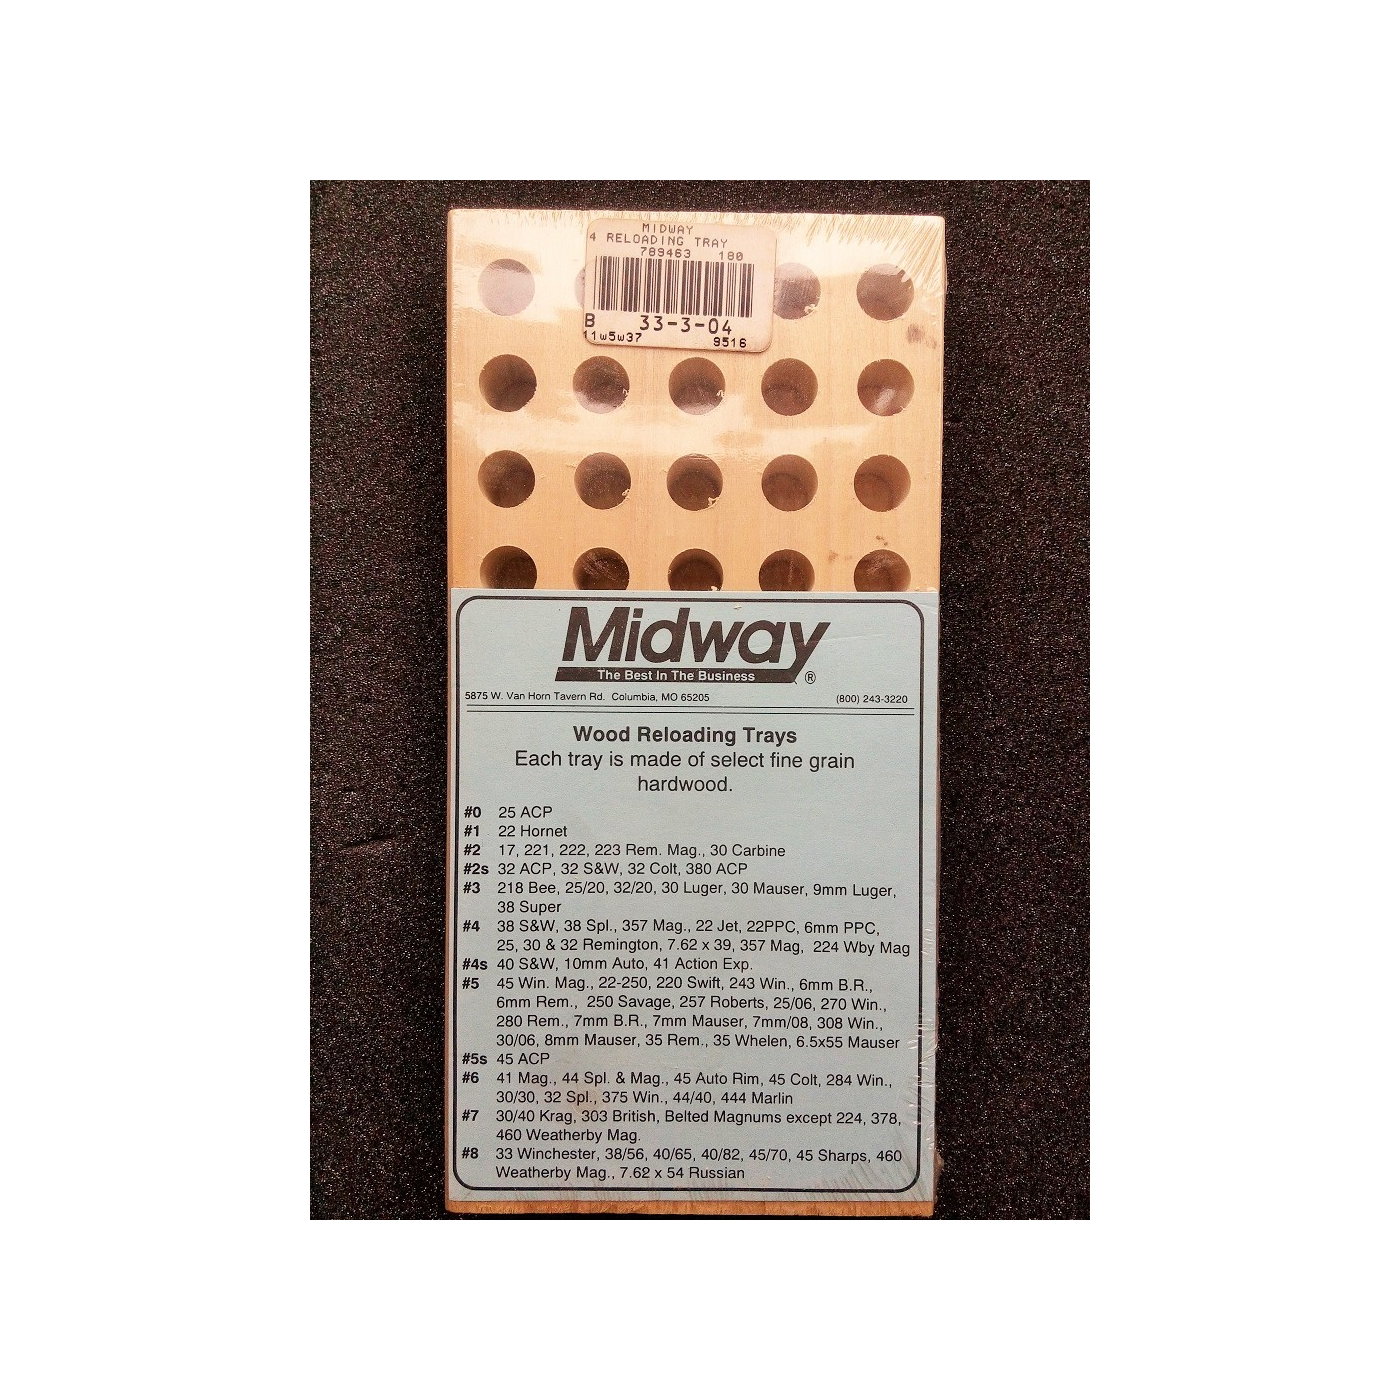 MIDWAY
4 RELOADING TRAY
789463 180
B 33-3-04
11w5w37 9516
Midway
The Best In The Business ®
5875 W. Van Horn Tavern Rd. Columbia, MO 65205 (800) 243-3220
Wood Reloading Trays
Each tray is made of select fine grain
hardwood.
#0 25 ACP
#1 22 Hornet
#2 17, 221, 222, 223 Rem. Mag., 30 Carbine
#2s 32 ACP, 32 S&W, 32 Colt, 380 ACP
#3 218 Bee, 25/20, 32/20, 30 Luger, 30 Mauser, 9mm Luger,
38 Super
#4 38 S&W, 38 Spl., 357 Mag., 22 Jet, 22PPC, 6mm PPC,
25, 30 & 32 Remington, 7.62 x 39, 357 Mag, 224 Wby Mag
#4s 40 S&W, 10mm Auto, 41 Action Exp.
#5 45 Win. Mag., 22-250, 220 Swift, 243 Win., 6mm B.R.,
6mm Rem., 250 Savage, 257 Roberts, 25/06, 270 Win.,
280 Rem., 7mm B.R., 7mm Mauser, 7mm/08, 308 Win.,
30/06, 8mm Mauser, 35 Rem., 35 Whelen, 6.5x55 Mauser
#5s 45 ACP
#6 41 Mag., 44 Spl. & Mag., 45 Auto Rim, 45 Colt, 284 Win.,
30/30, 32 Spl., 375 Win., 44/40, 444 Marlin
#7 30/40 Krag, 303 British, Belted Magnums except 224, 378,
460 Weatherby Mag.
#8 33 Winchester, 38/56, 40/65, 40/82, 45/70, 45 Sharps, 460
Weatherby Mag., 7.62 x 54 Russian